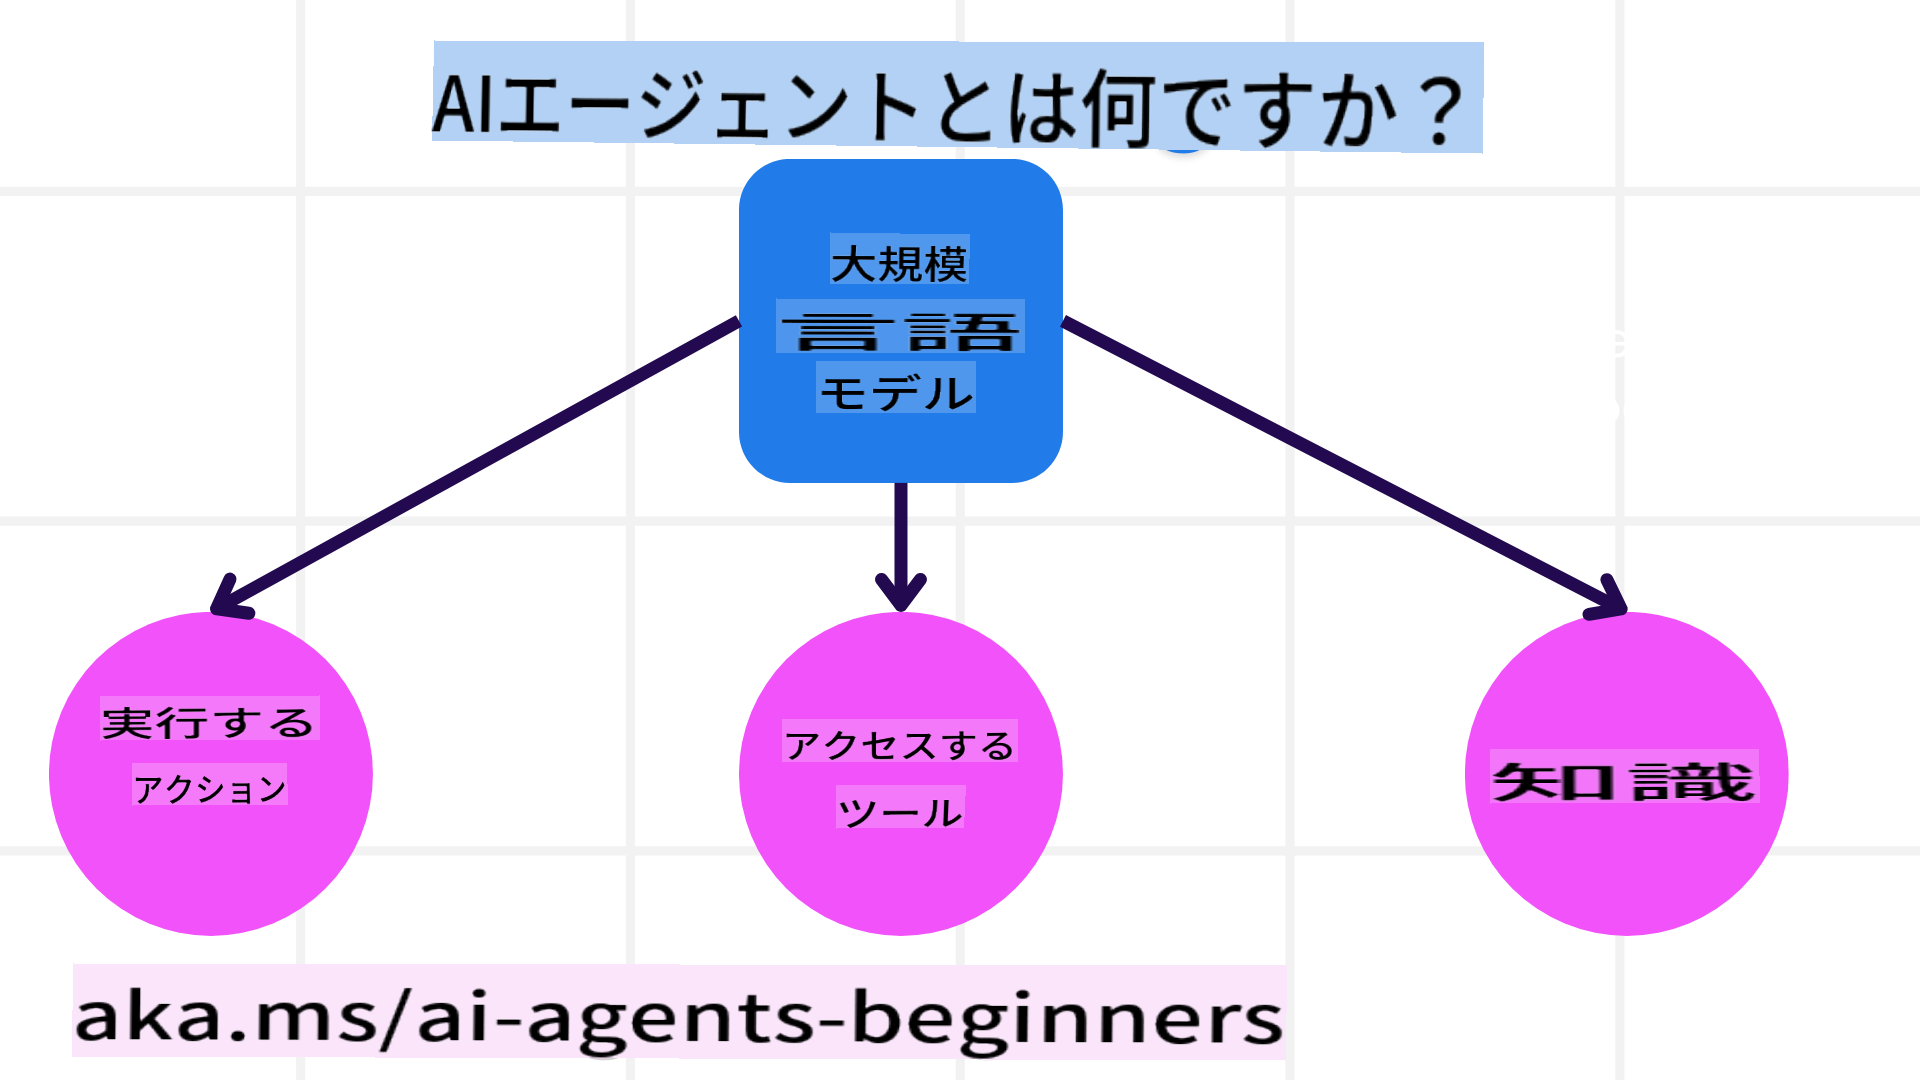 AIエージェントとは何ですか？
大規模
言語
モデル
実行する
アクション
アクセスする
ツール
知識
aka.ms/ai-agents-beginners